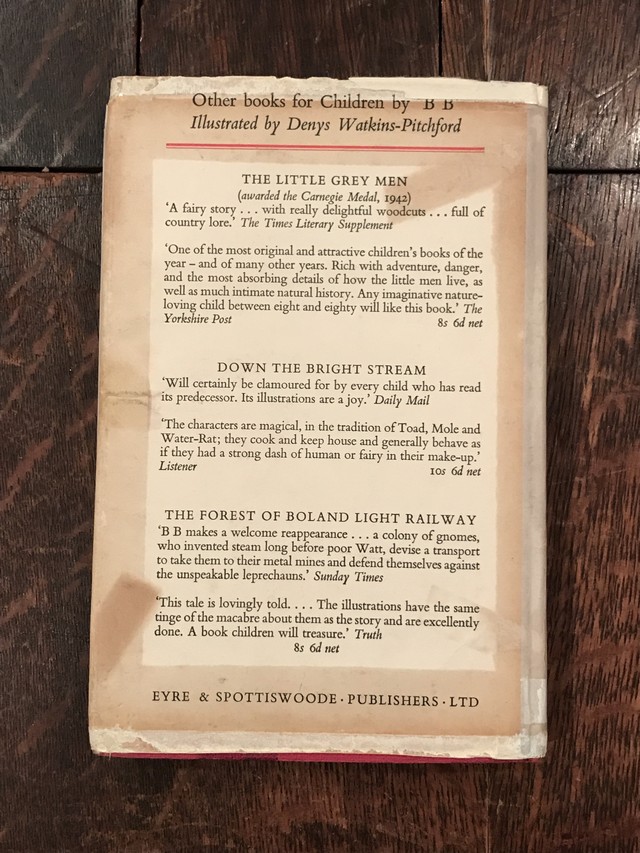 Other books for Children by 'B B'
Illustrated by Denys Watkins-Pitchford
THE LITTLE GREY MEN
(awarded the Carnegie Medal, 1942)
'A fairy story . . . with really delightful woodcuts . . . full of
country lore.' The Times Literary Supplement
'One of the most original and attractive children's books of the
year – and of many other years. Rich with adventure, danger,
and the most absorbing details of how the little men live, as
well as much intimate natural history. Any imaginative nature-
loving child between eight and eighty will like this book.' The
Yorkshire Post 8s 6d net
DOWN THE BRIGHT STREAM
'Will certainly be clamoured for by every child who has read
its predecessor. Its illustrations are a joy.' Daily Mail
'The characters are magical, in the tradition of Toad, Mole and
Water-Rat; they cook and keep house and generally behave as
if they had a strong dash of human or fairy in their make-up.'
Listener 10s 6d net
THE FOREST OF BOLAND LIGHT RAILWAY
'B B makes a welcome reappearance . . . a colony of gnomes,
who invented steam long before poor Watt, devise a transport
to take them to their metal mines and defend themselves against
the unspeakable leprechauns.' Sunday Times
'This tale is lovingly told. . . . The illustrations have the same
tinge of the macabre about them as the story and are excellently
done. A book children will treasure.' Truth
8s 6d net
EYRE & SPOTTISWOODE · PUBLISHERS · LTD